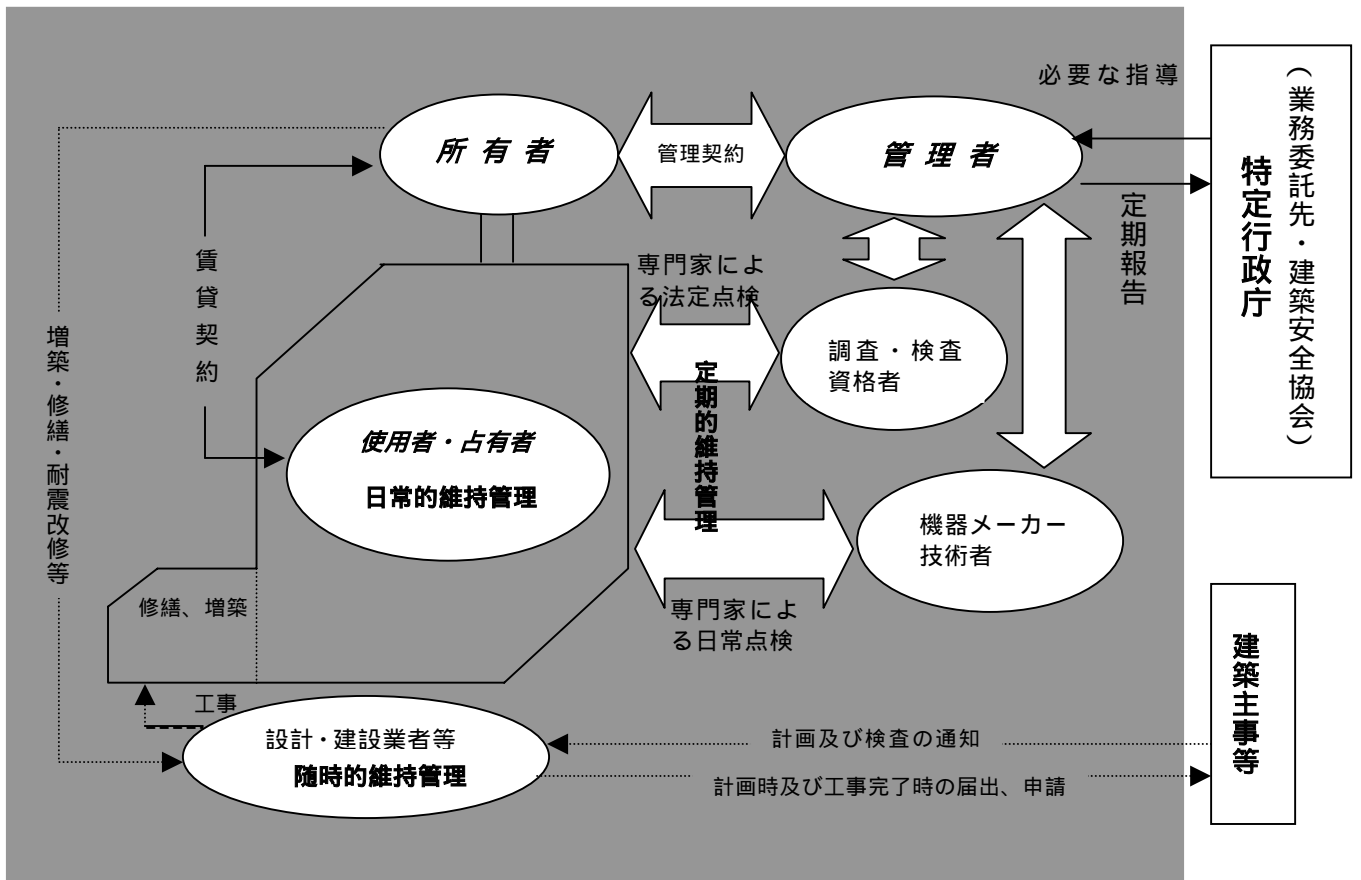 必要な指導
所有者
管理契約
管理者
定期報告
特定行政庁
（業務委託先・建築安全協会）
賃貸契約
専門家によ
る法定点検
調査・検査
資格者
定期的維持管理
増築・修繕・耐震改修等
使用者・占有者
日常的維持管理
機器メーカー
技術者
修繕、増築
専門家によ
る日常点検
工事
設計・建設業者等
随時的維持管理
計画及び検査の通知
計画時及び工事完了時の届出、申請
建築主事等